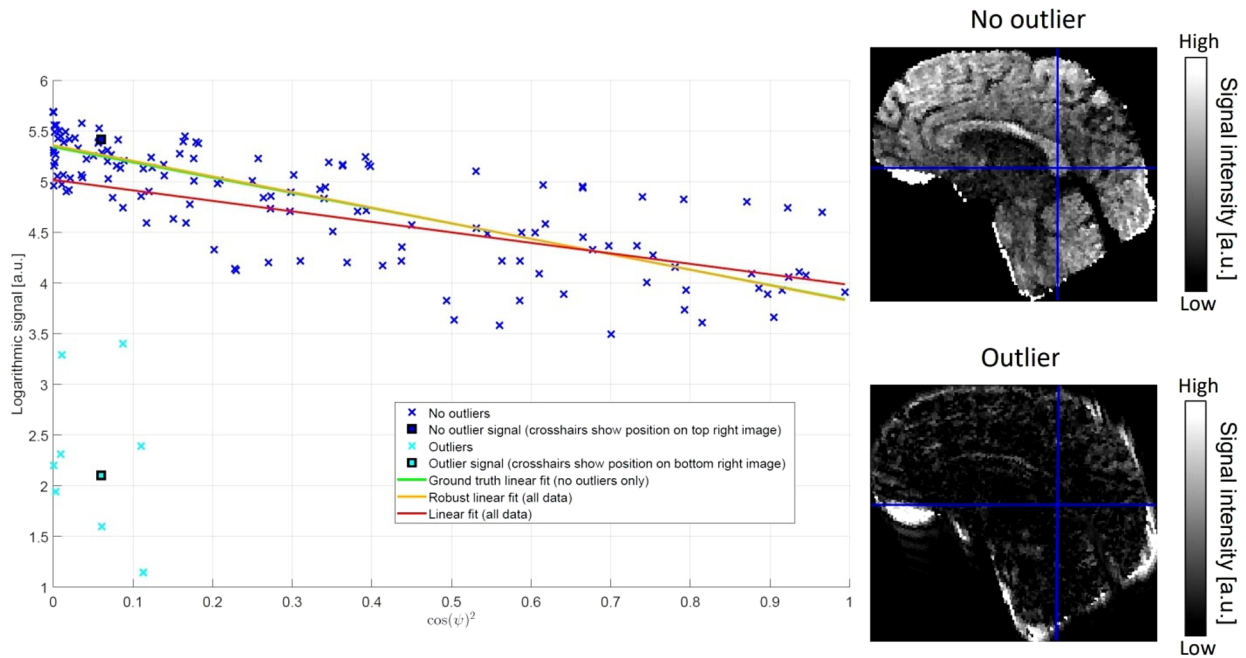 No outlier
High
Signal intensity [a.u.]
Low
Outlier
High
Signal intensity [a.u.]
Low
Logarithmic signal [a.u.]
6
5.5
5
4.5
4
3.5
3
2.5
2
1.5
1
0
0.1
0.2
0.3
0.4
0.5
0.6
0.7
0.8
0.9
1
cos(ψ)²
No outliers
No outlier signal (crosshairs show position on top right image)
Outliers
Outlier signal (crosshairs show position on bottom right image)
Ground truth linear fit (no outliers only)
Robust linear fit (all data)
Linear fit (all data)